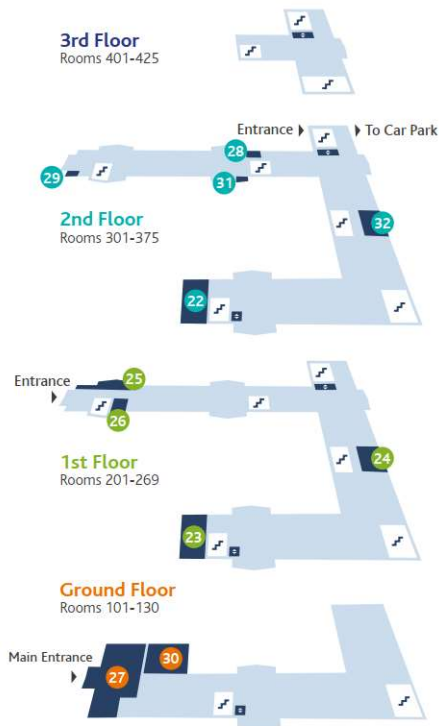 3rd Floor
Rooms 401-425
Entrance
To Car Park
28
29
31
2nd Floor
Rooms 301-375
32
22
25
Entrance
26
1st Floor
Rooms 201-269
24
23
Ground Floor
Rooms 101-130
Main Entrance
30
27